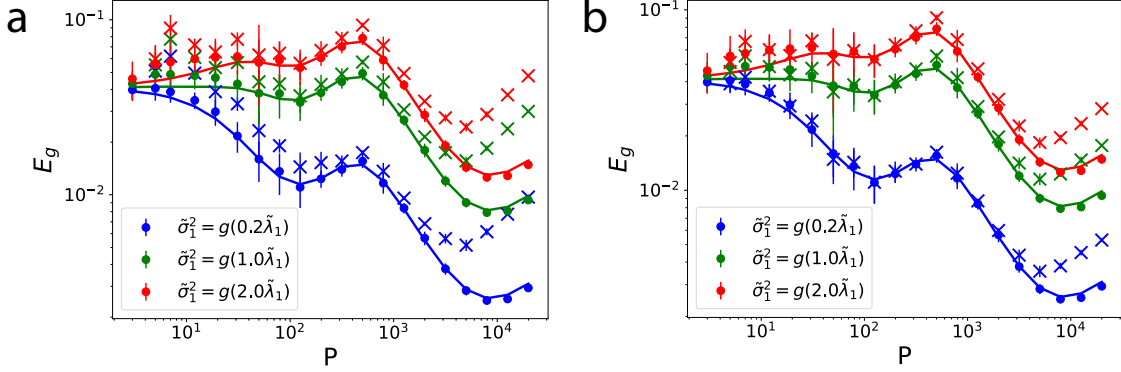 a
10⁻¹
10⁻²
E_g
σ̃₁² = g(0.2λ̃₁)
σ̃₁² = g(1.0λ̃₁)
σ̃₁² = g(2.0λ̃₁)
10¹ 10² 10³ 10⁴
P
b
10⁻¹
10⁻²
E_g
σ̃₁² = g(0.2λ̃₁)
σ̃₁² = g(1.0λ̃₁)
σ̃₁² = g(2.0λ̃₁)
10¹ 10² 10³ 10⁴
P